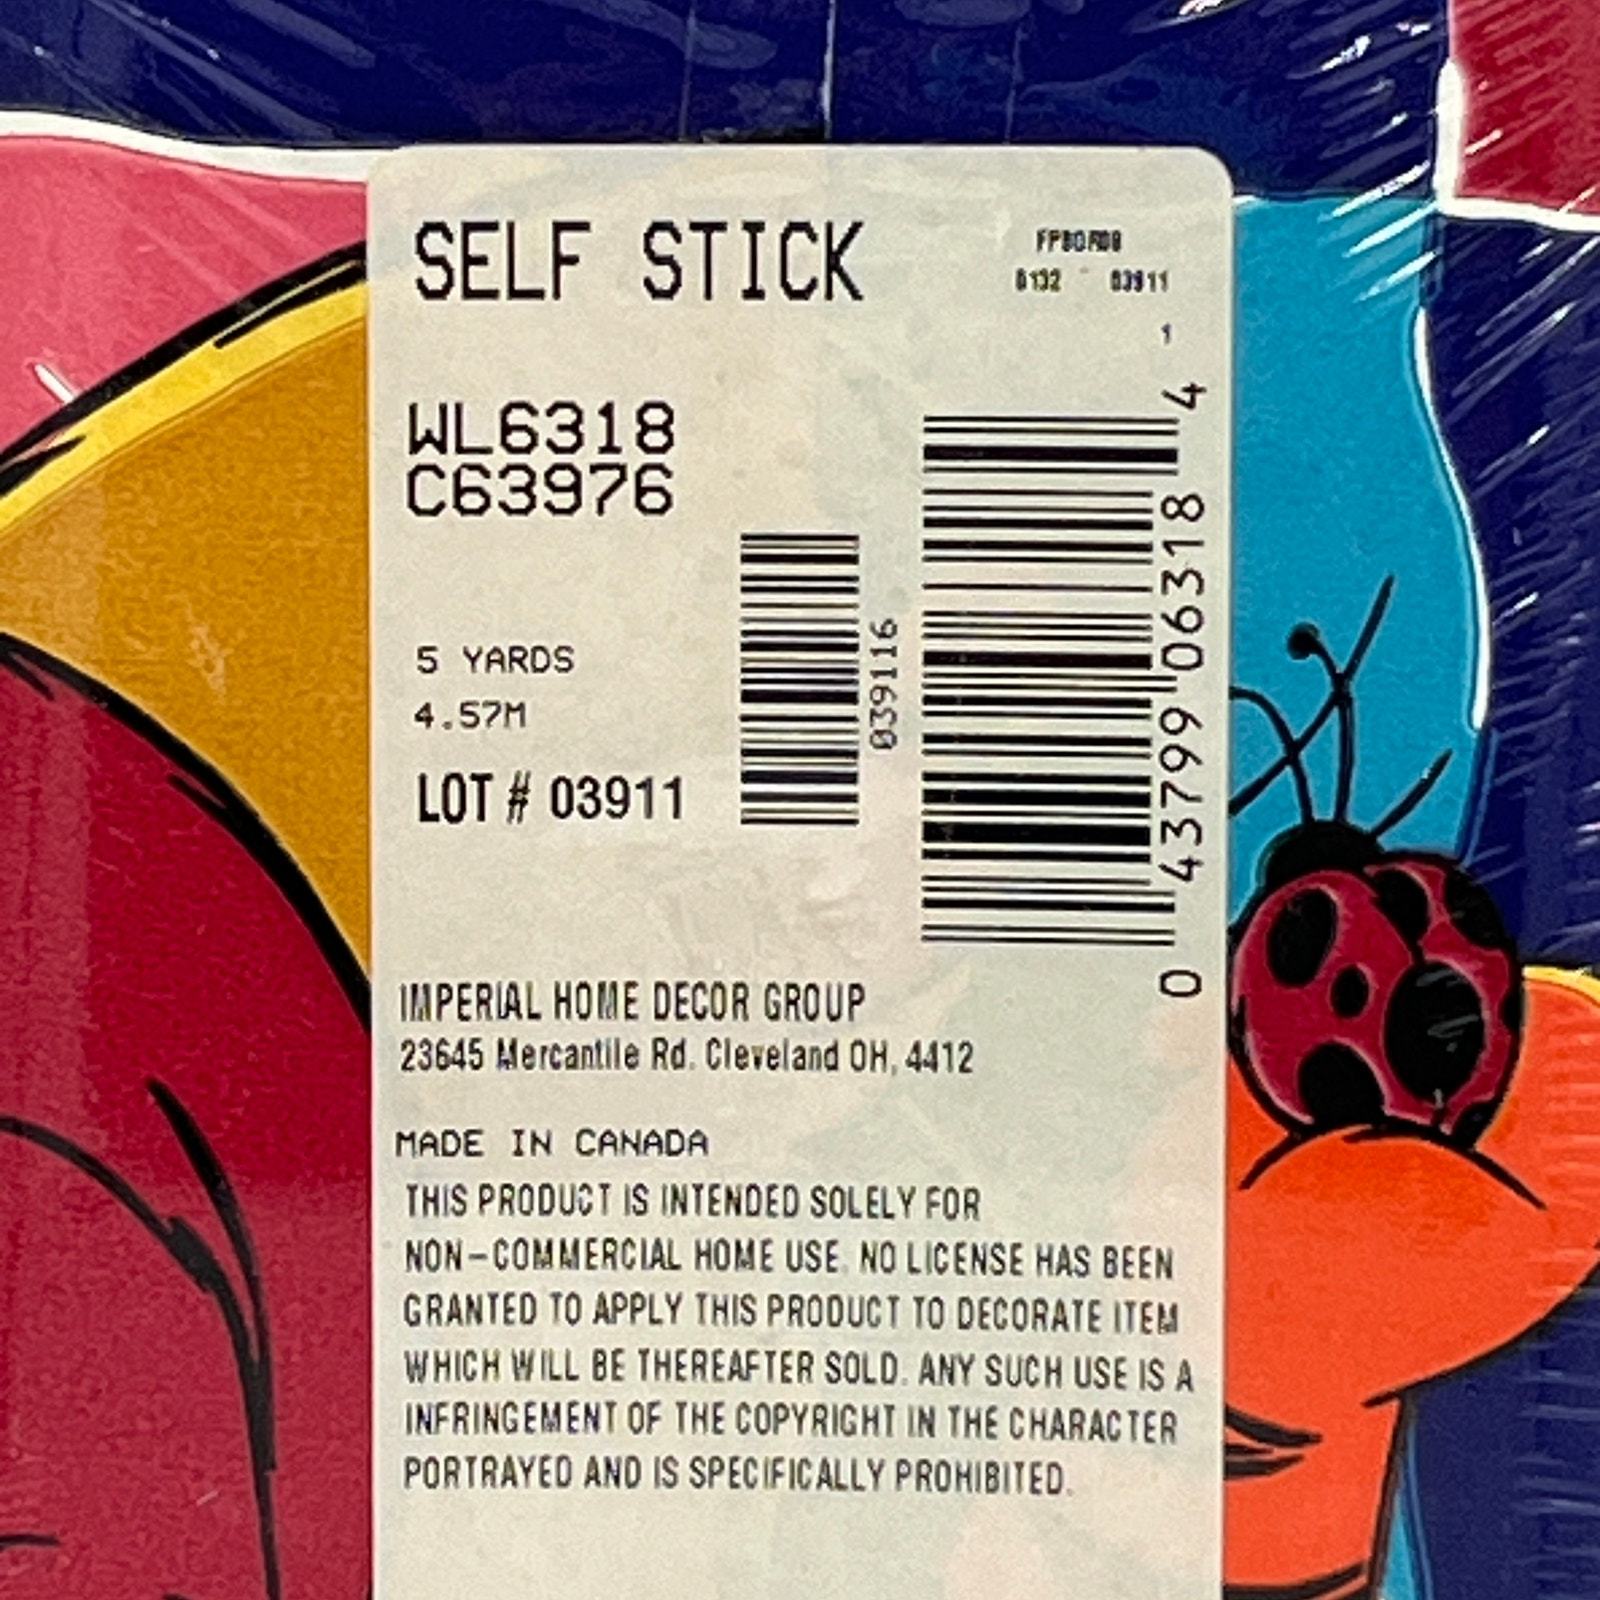 SELF STICK
FPBOR08
8132 03911
1
WL6318
C63976
5 YARDS
4.57M
LOT # 03911
039116
0 43799 06318 4
IMPERIAL HOME DECOR GROUP
23645 Mercantile Rd. Cleveland OH, 4412
MADE IN CANADA
THIS PRODUCT IS INTENDED SOLELY FOR
NON-COMMERCIAL HOME USE. NO LICENSE HAS BEEN
GRANTED TO APPLY THIS PRODUCT TO DECORATE ITEM
WHICH WILL BE THEREAFTER SOLD. ANY SUCH USE IS A
INFRINGEMENT OF THE COPYRIGHT IN THE CHARACTER
PORTRAYED AND IS SPECIFICALLY PROHIBITED.